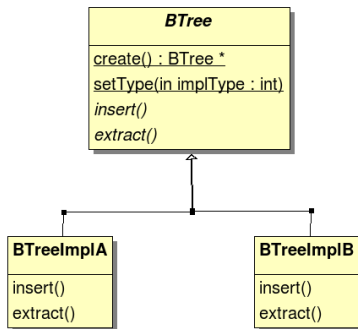 BTree
create() : BTree *
setType(in implType : int)
insert()
extract()
BTreeImplA
insert()
extract()
BTreeImplB
insert()
extract()